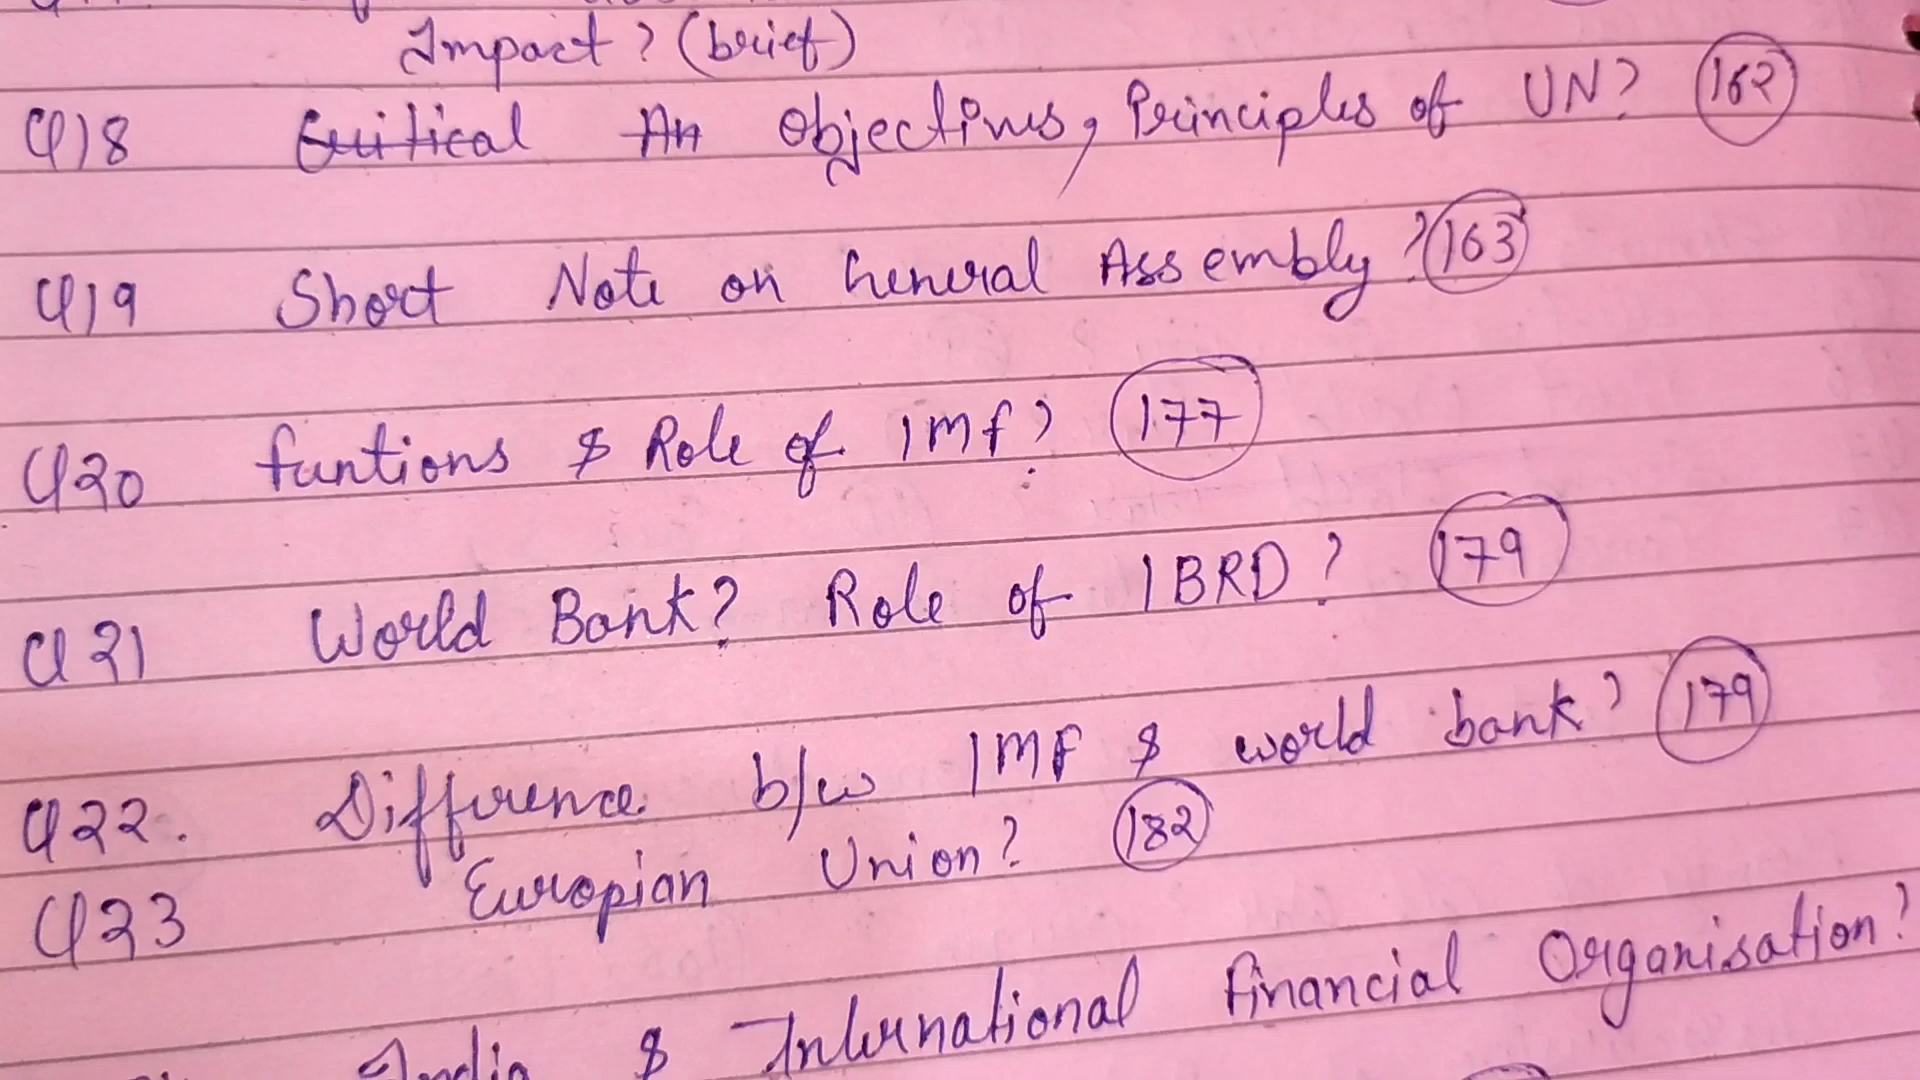 Impact? (brief)
Q18 Critical An Objectives, Principles of UN? 162
Q19 Short Note on General Assembly? 163
Q20 funtions & Role of IMF? 177
Q21 World Bank? Role of IBRD? 179
Q22. Difference b/w IMF & world bank? 179
Q23 Europian Union? 182
India & International financial Organisation?